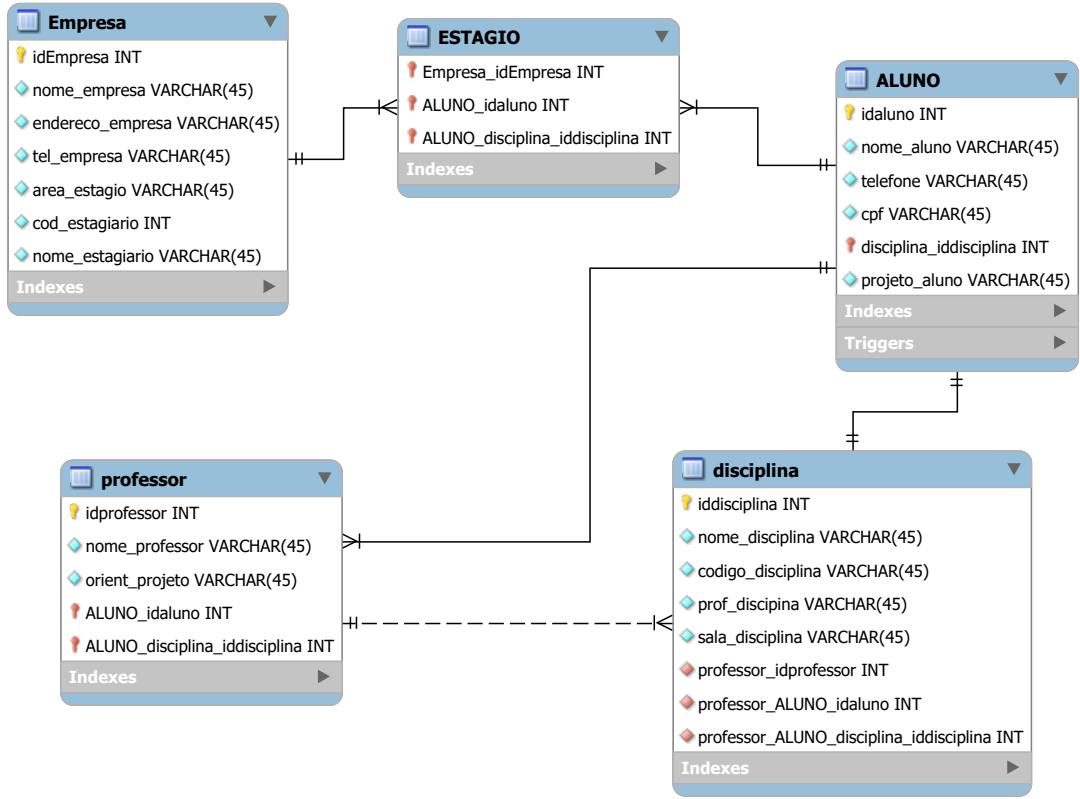 Empresa
idEmpresa INT
nome_empresa VARCHAR(45)
endereco_empresa VARCHAR(45)
tel_empresa VARCHAR(45)
area_estagio VARCHAR(45)
cod_estagiario INT
nome_estagiario VARCHAR(45)
Indexes
ESTAGIO
Empresa_idEmpresa INT
ALUNO_idaluno INT
ALUNO_disciplina_iddisciplina INT
Indexes
ALUNO
idaluno INT
nome_aluno VARCHAR(45)
telefone VARCHAR(45)
cpf VARCHAR(45)
disciplina_iddisciplina INT
projeto_aluno VARCHAR(45)
Indexes
Triggers
professor
idprofessor INT
nome_professor VARCHAR(45)
orient_projeto VARCHAR(45)
ALUNO_idaluno INT
ALUNO_disciplina_iddisciplina INT
Indexes
disciplina
iddisciplina INT
nome_disciplina VARCHAR(45)
codigo_disciplina VARCHAR(45)
prof_discipina VARCHAR(45)
sala_disciplina VARCHAR(45)
professor_idprofessor INT
professor_ALUNO_idaluno INT
professor_ALUNO_disciplina_iddisciplina INT
Indexes